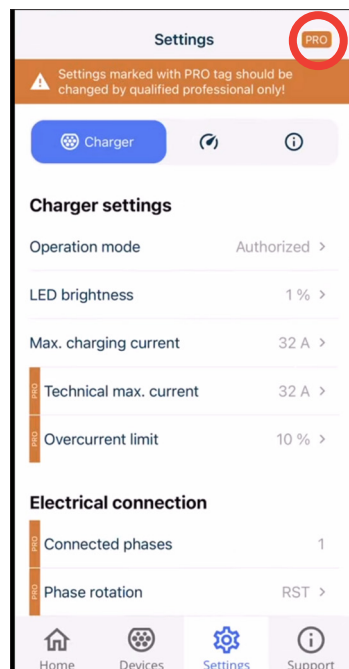 Settings
PRO
Settings marked with PRO tag should be
changed by qualified professional only!
Charger
Charger settings
Operation mode Authorized
LED brightness 1 %
Max. charging current 32 A
PRO Technical max. current 32 A
PRO Overcurrent limit 10 %
Electrical connection
PRO Connected phases 1
PRO Phase rotation RST
Home Devices Settings Support